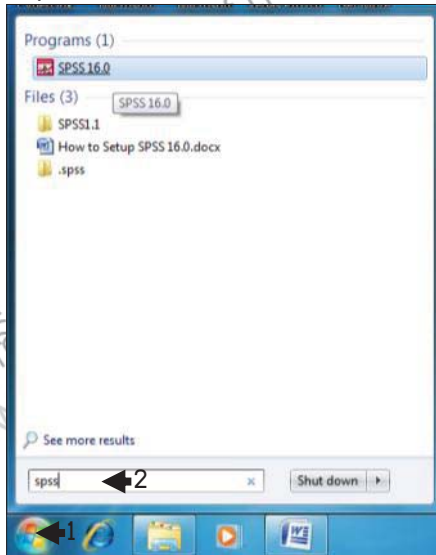 Programs (1)
SPSS 16.0
Files (3)
SPSS 16.0
SPSS1.1
How to Setup SPSS 16.0.docx
.spss
See more results
spss
2
Shut down
1